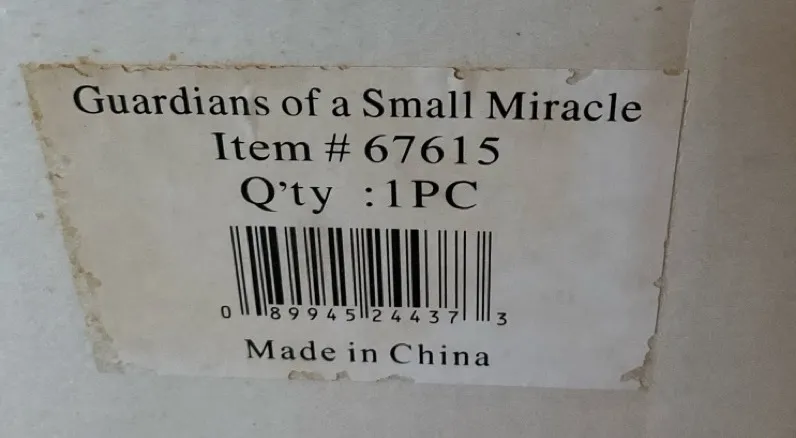 Guardians of a Small Miracle
Item # 67615
Q'ty :1PC
0 89945 24437 3
Made in China